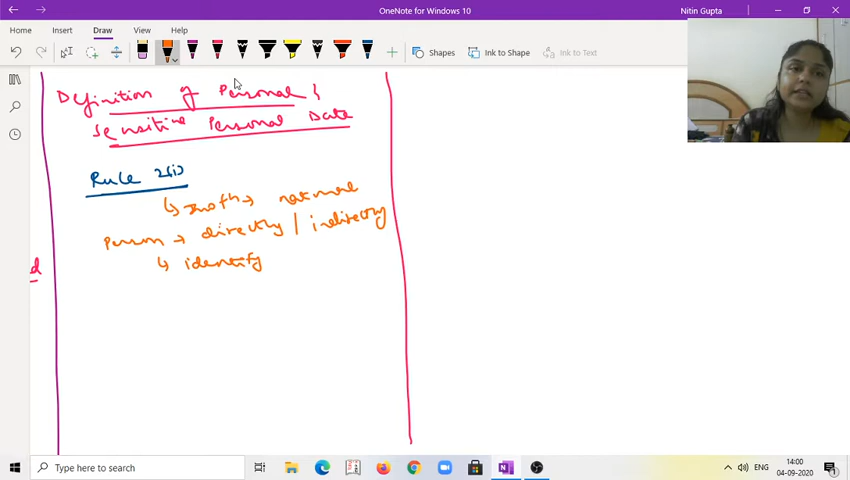 OneNote for Windows 10
Nitin Gupta
Home Insert Draw View Help
Shapes Ink to Shape Ink to Text
Definition of Personal &
Sensitive Personal Date
Rule 2(i)
natural
Person → directly / indirectly
↳ identify
d
Type here to search
ENG
14:00
04-09-2020